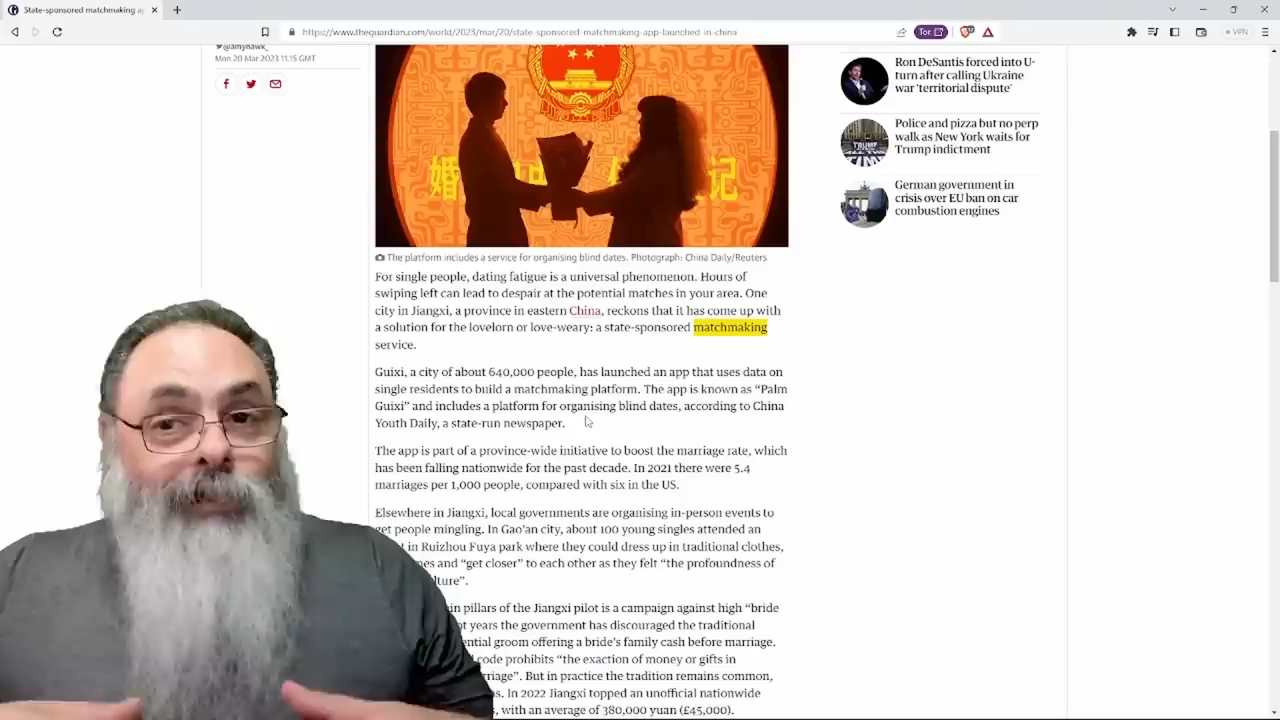 State-sponsored matchmaking ap
https://www.theguardian.com/world/2023/mar/20/state-sponsored-matchmaking-app-launched-in-china
Tor
VPN
@amyhawk_
Mon 20 Mar 2023 11.15 GMT
婚
记
The platform includes a service for organising blind dates. Photograph: China Daily/Reuters
For single people, dating fatigue is a universal phenomenon. Hours of
swiping left can lead to despair at the potential matches in your area. One
city in Jiangxi, a province in eastern China, reckons that it has come up with
a solution for the lovelorn or love-weary: a state-sponsored matchmaking
service.
Guixi, a city of about 640,000 people, has launched an app that uses data on
single residents to build a matchmaking platform. The app is known as “Palm
Guixi” and includes a platform for organising blind dates, according to China
Youth Daily, a state-run newspaper.
The app is part of a province-wide initiative to boost the marriage rate, which
has been falling nationwide for the past decade. In 2021 there were 5.4
marriages per 1,000 people, compared with six in the US.
Elsewhere in Jiangxi, local governments are organising in-person events to
get people mingling. In Gao’an city, about 100 young singles attended an
in Ruizhou Fuya park where they could dress up in traditional clothes,
and “get closer” to each other as they felt “the profoundness of
pillars of the Jiangxi pilot is a campaign against high “bride
years the government has discouraged the traditional
groom offering a bride’s family cash before marriage.
code prohibits “the exaction of money or gifts in
But in practice the tradition remains common,
In 2022 Jiangxi topped an unofficial nationwide
with an average of 380,000 yuan (£45,000).
Ron DeSantis forced into U-
turn after calling Ukraine
war ‘territorial dispute’
Police and pizza but no perp
walk as New York waits for
Trump indictment
TRUMP
German government in
crisis over EU ban on car
combustion engines